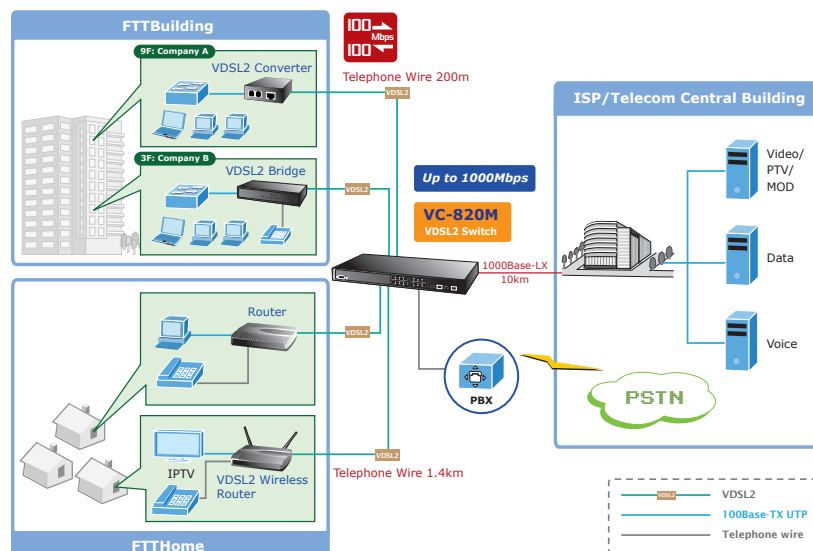 FTTBuilding
9F: Company A
VDSL2 Converter
100
Mbps
100
Telephone Wire 200m
VDSL2
3F: Company B
VDSL2 Bridge
VDSL2
Up to 1000Mbps
VC-820M
VDSL2 Switch
1000Base-LX
10km
ISP/Telecom Central Building
Video/
PTV/
MOD
Data
Voice
Router
VDSL2
PBX
PSTN
IPTV
VDSL2 Wireless
Router
VDSL2
Telephone Wire 1.4km
FTTHome
VDSL2
VDSL2
100Base-TX UTP
Telephone wire